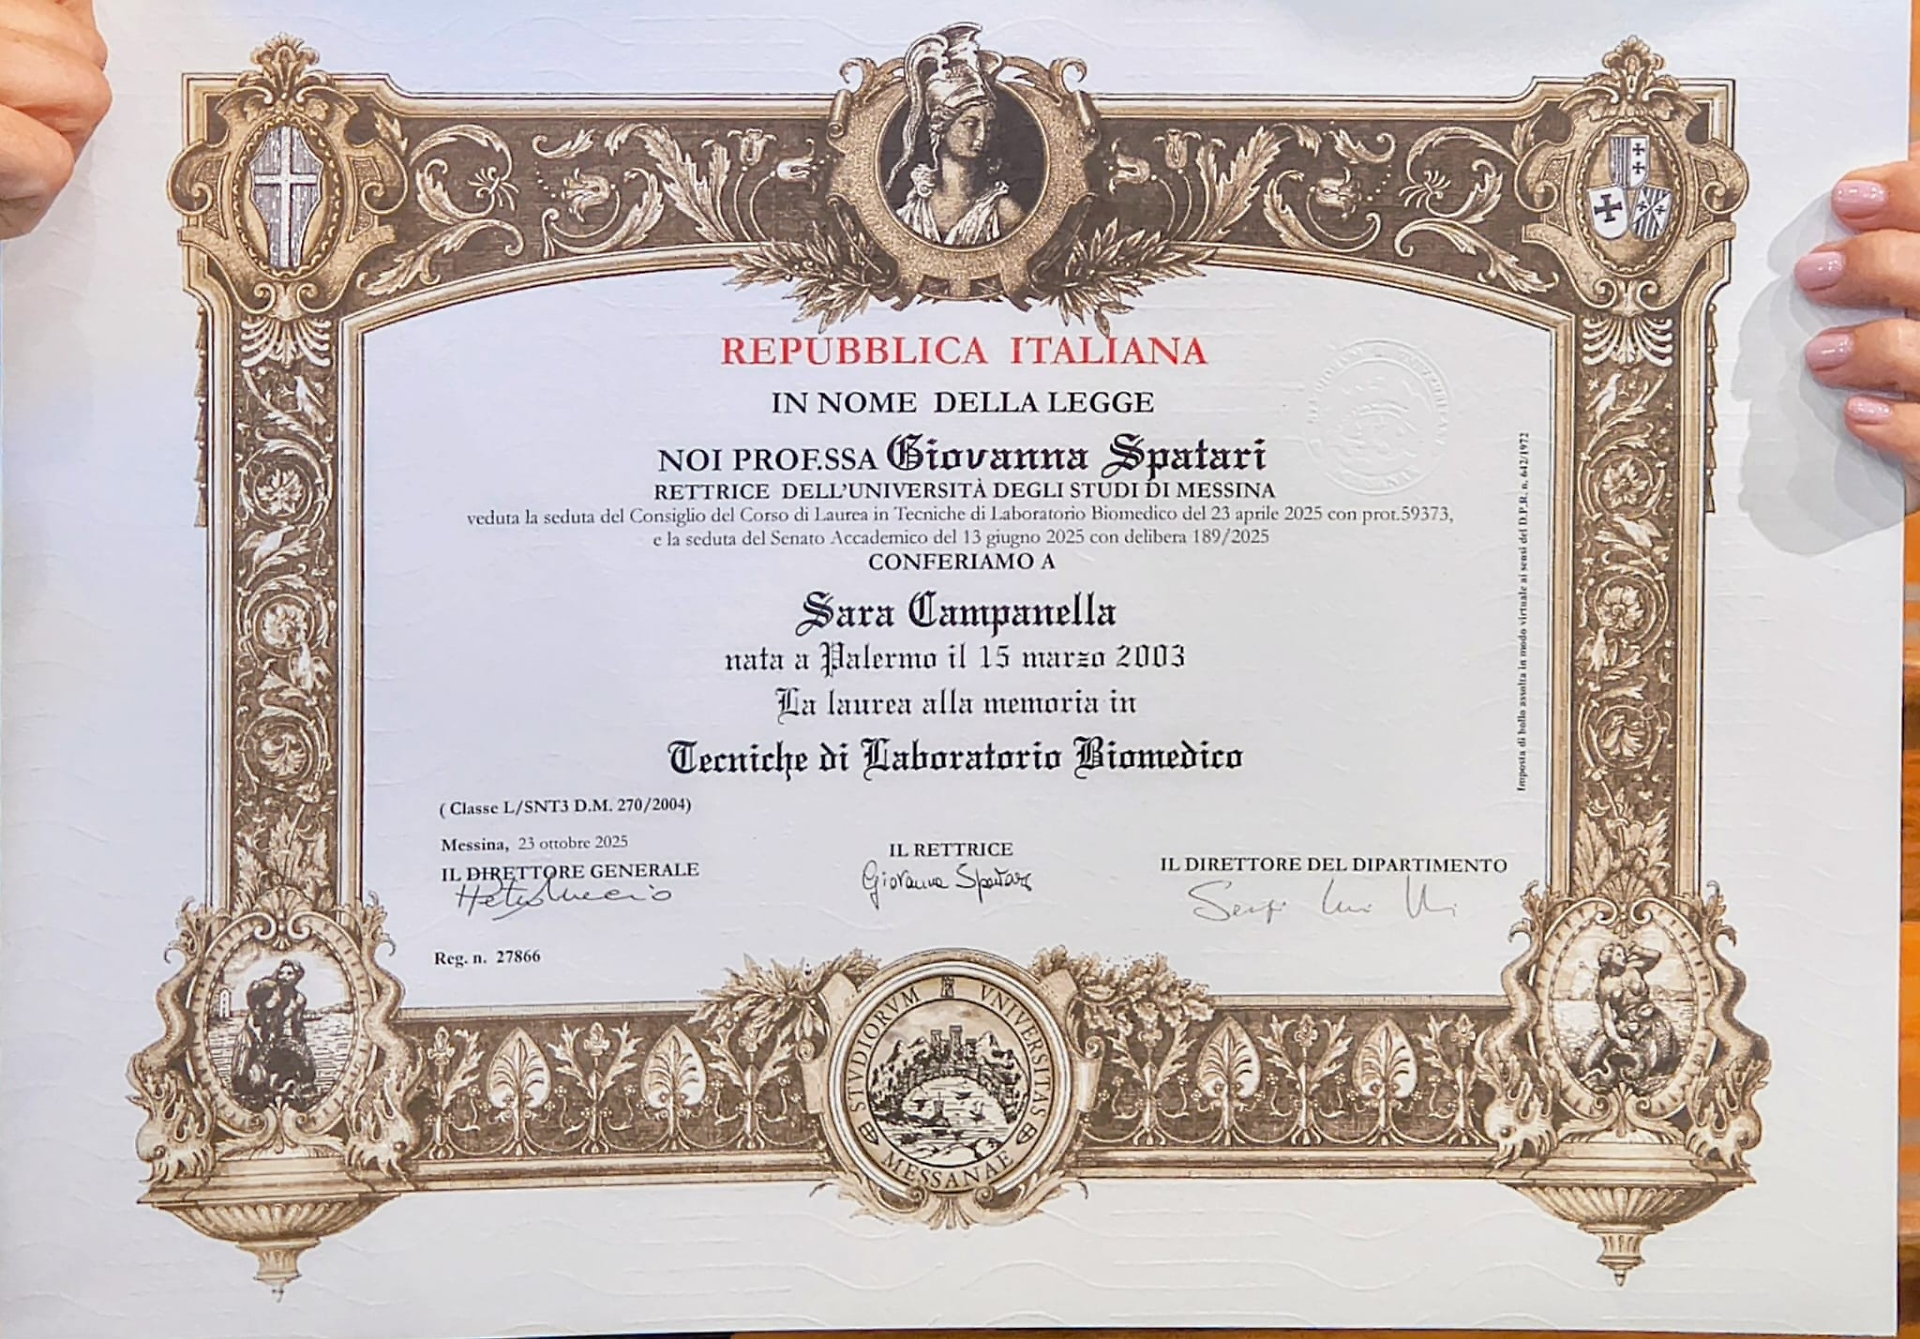 REPUBBLICA ITALIANA
IN NOME DELLA LEGGE
NOI PROF.SSA Giovanna Spatari
RETTRICE DELL'UNIVERSITÀ DEGLI STUDI DI MESSINA
veduta la seduta del Consiglio del Corso di Laurea in Tecniche di Laboratorio Biomedico del 23 aprile 2025 con prot.59373,
e la seduta del Senato Accademico del 13 giugno 2025 con delibera 189/2025
CONFERIAMO A
Sara Campanella
nata a Palermo il 15 marzo 2003
La laurea alla memoria in
Tecniche di Laboratorio Biomedico
Imposta di bollo assolta in modo virtuale ai sensi del D.P.R. n. 642/1972
( Classe L/SNT3 D.M. 270/2004)
Messina, 23 ottobre 2025
IL DIRETTORE GENERALE
IL RETTRICE
Giovanna Spatari
IL DIRETTORE DEL DIPARTIMENTO
Reg. n. 27866
STVDIORVM VNIVERSITAS
MESSANAE